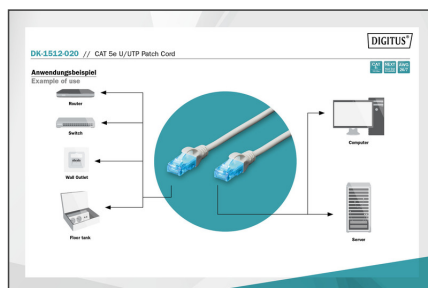 DIGITUS®
DK-1512-020 // CAT 5e U/UTP Patch Cord
Anwendungsbeispiel
Example of use
Router
Switch
Wall Outlet
Floor tank
Computer
Server